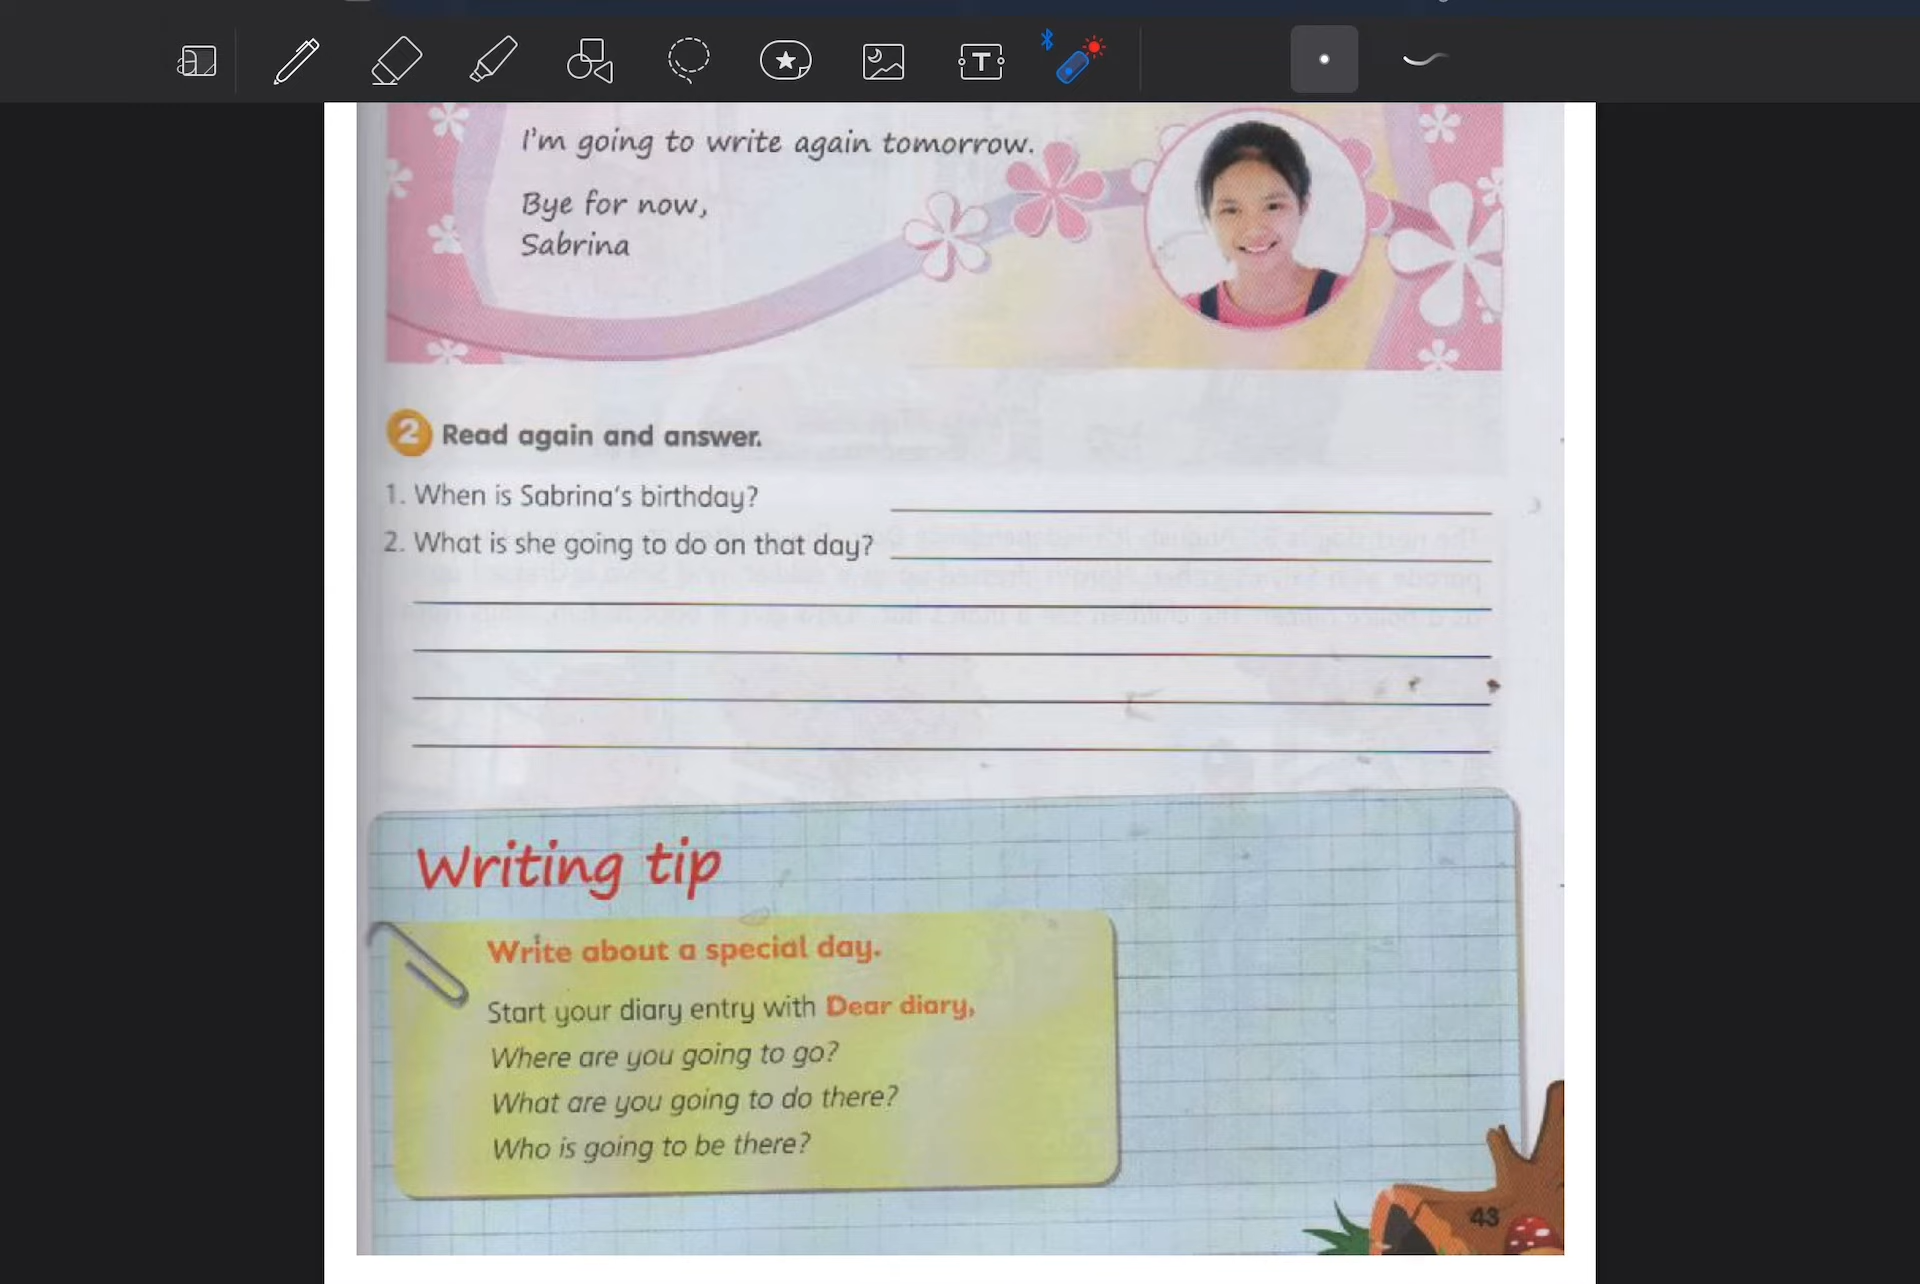 I'm going to write again tomorrow.
Bye for now,
Sabrina
2 Read again and answer.
1. When is Sabrina's birthday?
2. What is she going to do on that day?
Writing tip
Write about a special day.
Start your diary entry with Dear diary,
Where are you going to go?
What are you going to do there?
Who is going to be there?
43